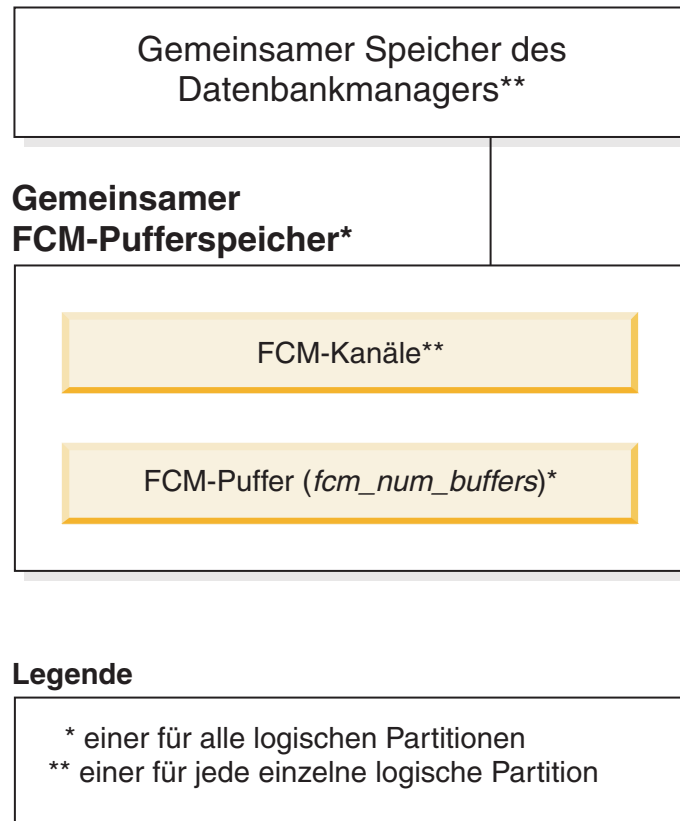 Gemeinsamer Speicher des
Datenbankmanagers**
Gemeinsamer
FCM-Pufferspeicher*
FCM-Kanäle**
FCM-Puffer (fcm_num_buffers)*
Legende
* einer für alle logischen Partitionen
** einer für jede einzelne logische Partition